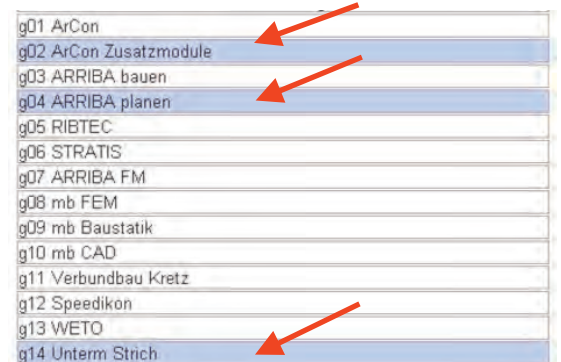 g01 ArCon
g02 ArCon Zusatzmodule
g03 ARRIBA bauen
g04 ARRIBA planen
g05 RIBTEC
g06 STRATIS
g07 ARRIBA FM
g08 mb FEM
g09 mb Baustatik
g10 mb CAD
g11 Verbundbau Kretz
g12 Speedikon
g13 WETO
g14 Unterm Strich